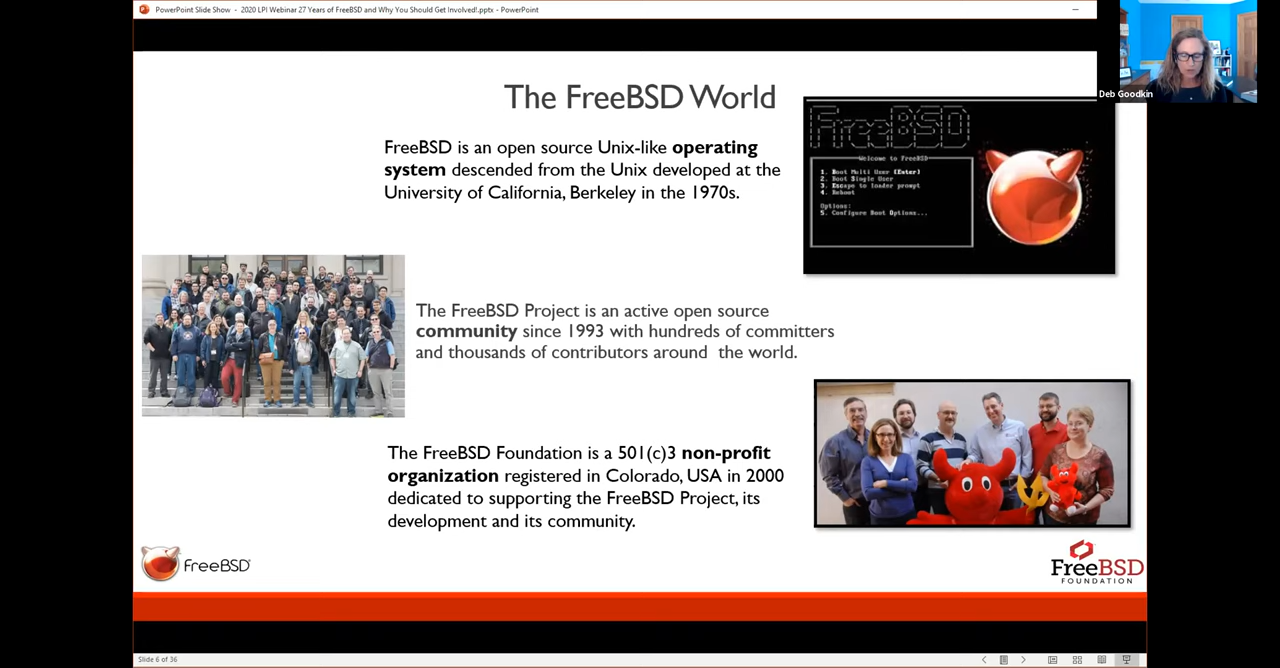 PowerPoint Slide Show - 2020 LPI Webinar 27 Years of FreeBSD and Why You Should Get Involved!.pptx - PowerPoint
Deb Goodkin
The FreeBSD World
FreeBSD is an open source Unix-like operating
system descended from the Unix developed at the
University of California, Berkeley in the 1970s.
FreeBSD
Welcome to FreeBSD
1. Boot Multi User [Enter]
2. Boot Single User
3. Escape to loader prompt
4. Reboot
Options:
5. Configure Boot Options...
The FreeBSD Project is an active open source
community since 1993 with hundreds of committers
and thousands of contributors around the world.
The FreeBSD Foundation is a 501(c)3 non-profit
organization registered in Colorado, USA in 2000
dedicated to supporting the FreeBSD Project, its
development and its community.
FreeBSD
FreeBSD
FOUNDATION
Slide 6 of 36